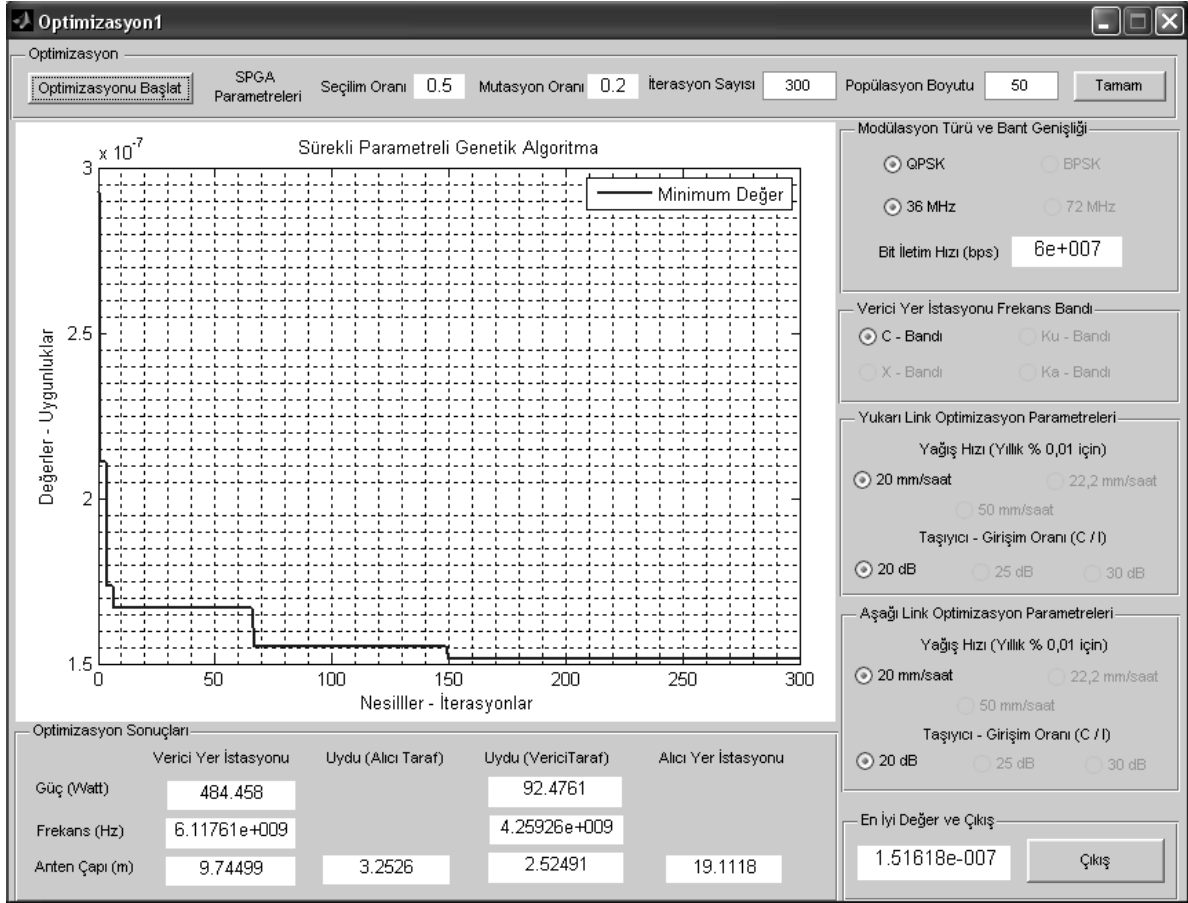 Optimizasyon1
Optimizasyon
Optimizasyonu Başlat SPGA Parametreleri Seçilim Oranı 0.5 Mutasyon Oranı 0.2 İterasyon Sayısı 300 Popülasyon Boyutu 50 Tamam
x 10^-7
Sürekli Parametreli Genetik Algoritma
Minimum Değer
3
2.5
2
1.5
Değerler - Uygunluklar
0 50 100 150 200 250 300
Nesilller - İterasyonlar
Modülasyon Türü ve Bant Genişliği
QPSK BPSK
36 MHz 72 MHz
Bit İletim Hızı (bps) 6e+007
Verici Yer İstasyonu Frekans Bandı
C - Bandı Ku - Bandı
X - Bandı Ka - Bandı
Yukarı Link Optimizasyon Parametreleri
Yağış Hızı (Yıllık % 0,01 için)
20 mm/saat 22,2 mm/saat
50 mm/saat
Taşıyıcı - Girişim Oranı (C / I)
20 dB 25 dB 30 dB
Aşağı Link Optimizasyon Parametreleri
Yağış Hızı (Yıllık % 0,01 için)
20 mm/saat 22,2 mm/saat
50 mm/saat
Taşıyıcı - Girişim Oranı (C / I)
20 dB 25 dB 30 dB
Optimizasyon Sonuçları
Verici Yer İstasyonu Uydu (Alıcı Taraf) Uydu (VericiTaraf) Alıcı Yer İstasyonu
Güç (Watt) 484.458 92.4761
Frekans (Hz) 6.11761e+009 4.25926e+009
Anten Çapı (m) 9.74499 3.2526 2.52491 19.1118
En İyi Değer ve Çıkış
1.51618e-007 Çıkış